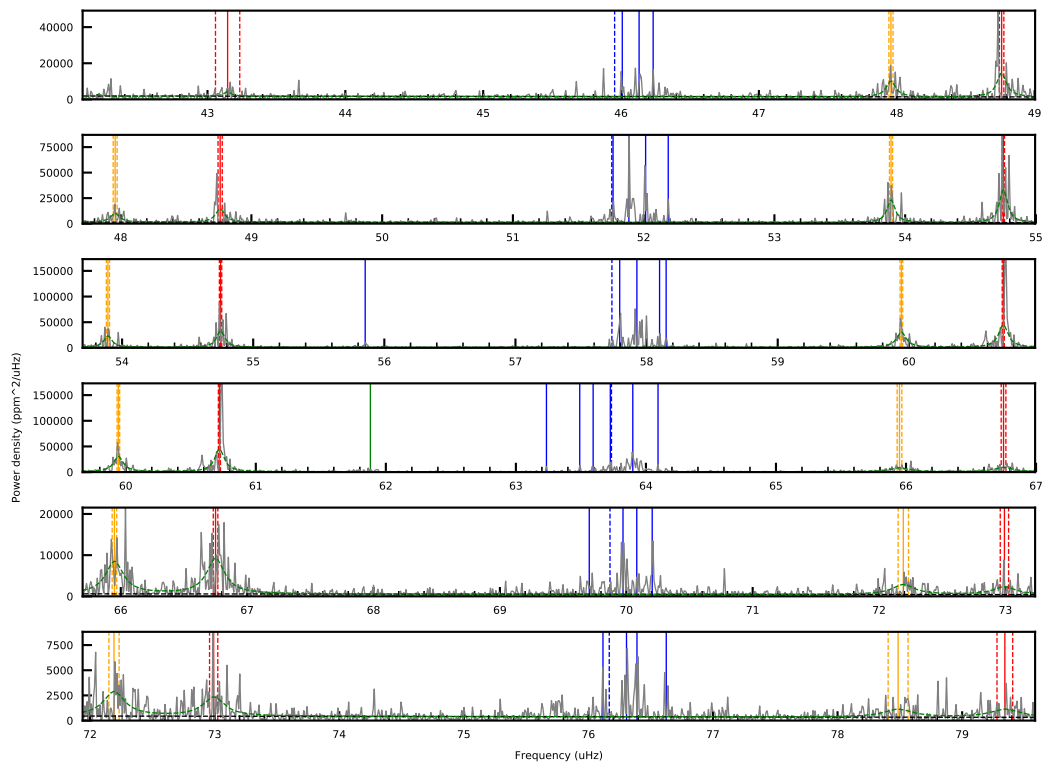 40000
20000
0
43 44 45 46 47 48 49
75000
50000
25000
0
48 49 50 51 52 53 54 55
150000
100000
50000
0
54 55 56 57 58 59 60
Power density (ppm^2/uHz)
150000
100000
50000
0
60 61 62 63 64 65 66 67
20000
10000
0
66 67 68 69 70 71 72 73
7500
5000
2500
0
72 73 74 75 76 77 78 79
Frequency (uHz)